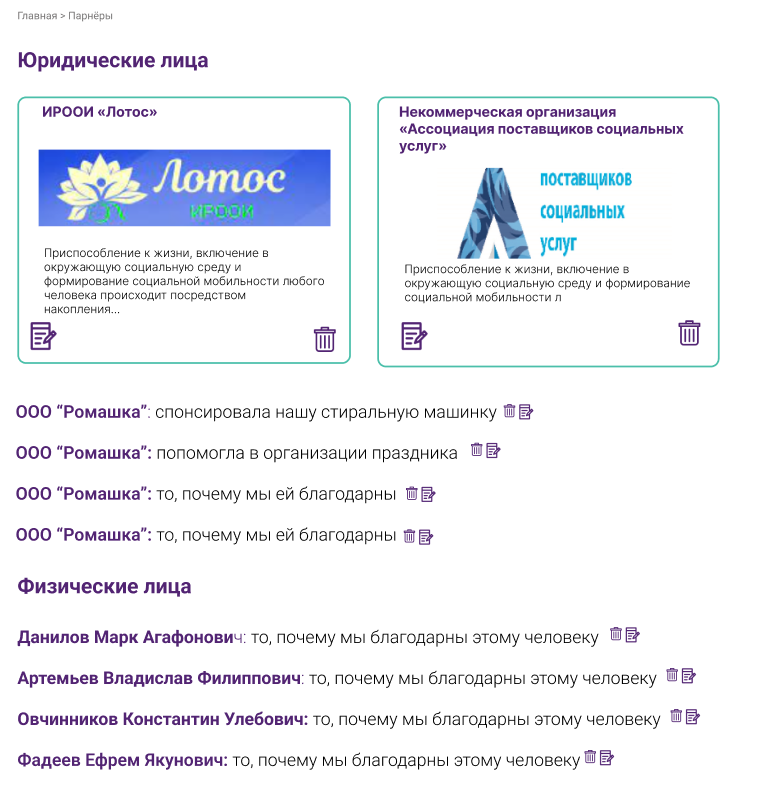 Главная > Парнёры
Юридические лица
ИРООИ «Лотос»
Лотос
ИРООИ
Приспособление к жизни, включение в
окружающую социальную среду и
формирование социальной мобильности любого
человека происходит посредством
накопления...
Некоммерческая организация
«Ассоциация поставщиков социальных
услуг»
поставщиков
социальных
услуг
Приспособление к жизни, включение в
окружающую социальную среду и формирование
социальной мобильности л
ООО “Ромашка”: спонсировала нашу стиральную машинку
ООО “Ромашка”: попомогла в организации праздника
ООО “Ромашка”: то, почему мы ей благодарны
ООО “Ромашка”: то, почему мы ей благодарны
Физические лица
Данилов Марк Агафонович: то, почему мы благодарны этому человеку
Артемьев Владислав Филиппович: то, почему мы благодарны этому человеку
Овчинников Константин Улебович: то, почему мы благодарны этому человеку
Фадеев Ефрем Якунович: то, почему мы благодарны этому человеку